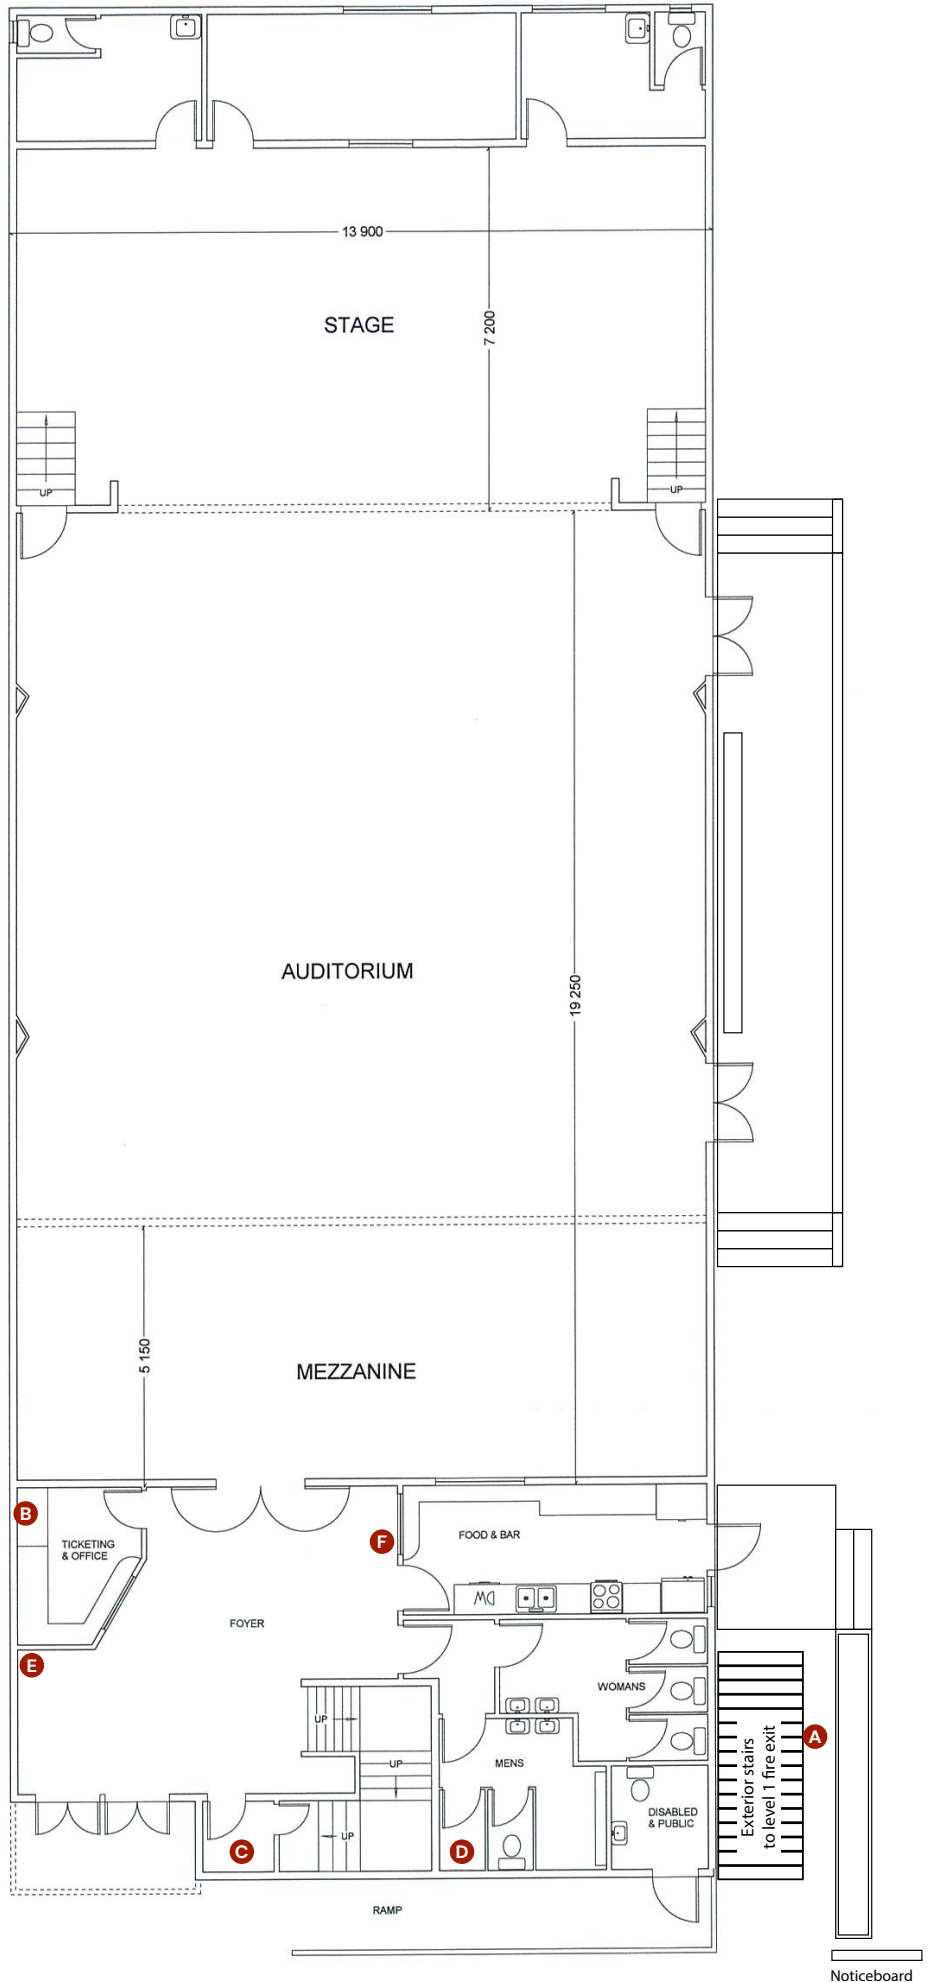 13 900
STAGE
7 200
UP
UP
AUDITORIUM
19 250
5 150
MEZZANINE
B
TICKETING
& OFFICE
F
FOOD & BAR
DW
FOYER
E
WOMANS
UP
UP
MENS
A
Exterior stairs
to level 1 fire exit
DISABLED
& PUBLIC
UP
C
D
RAMP
Noticeboard